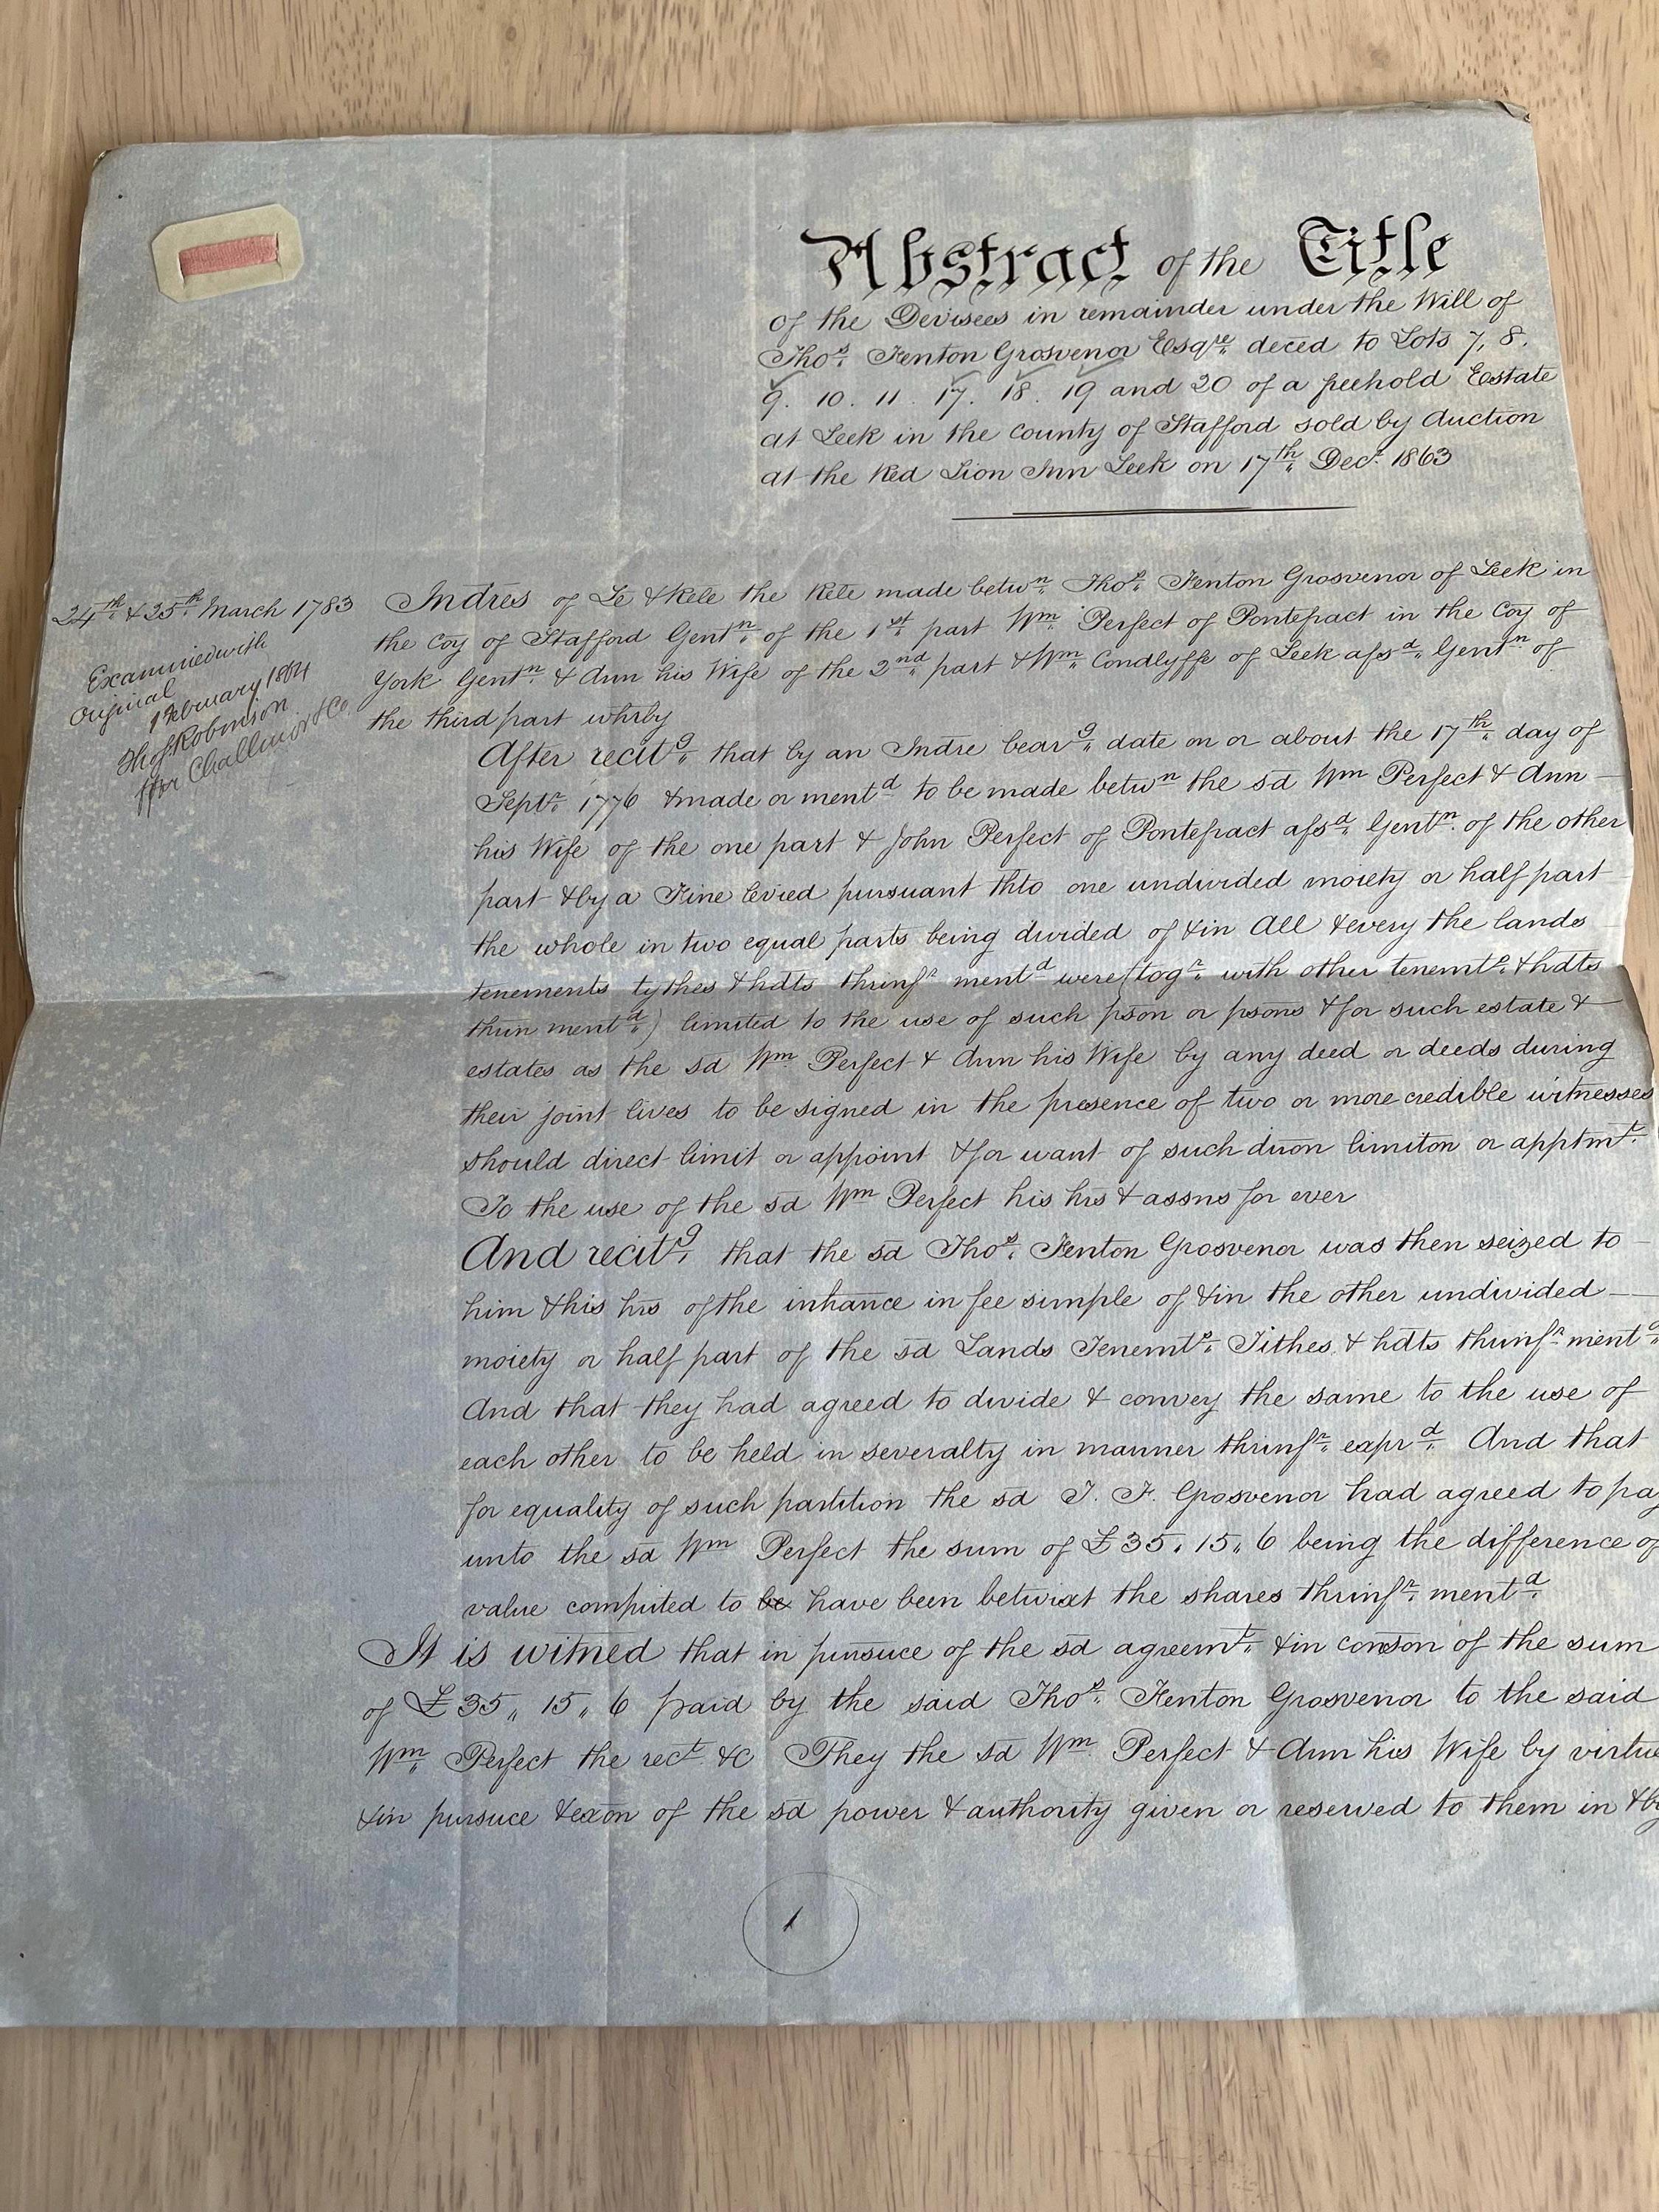 Abstract of the Title
of the Devisees in remainder under the Will of
Thos. Fenton Grosvenor Esqre. deced to Lots 7, 8.
9. 10. 11. 17. 18. 19 and 20 of a freehold Estate
at Leek in the county of Stafford sold by Auction
at the Red Lion Inn Leek on 17th. Decr. 1863
24th. & 25th. March 1783
Examined with
Original
1 February 1864
Thos. Robinson
for Challinor & Co.
Indres of Le & Rele the Rele made betwn. Thos. Fenton Grosvenor of Leek in
the Coy of Stafford Gentn. of the 1st. part Wm. Perfect of Pontefract in the Coy of
York Gentn. & Ann his Wife of the 2nd. part & Wm. Condlyffe of Leek afsd. Gentn. of
the third part whrby
After recitg. that by an Indre bearg. date on or about the 17th. day of
Septr. 1776 & made or mentd. to be made betwn the sd Wm Perfect & Ann
his Wife of the one part & John Perfect of Pontefract afsd. Gentn. of the other
part & by a Fine levied pursuant thto one undivided moiety or half part
the whole in two equal parts being divided of & in All & every the lands
tenements tythes & hdts thrinfr mentd were (togr. with other tenemts. & hdts
thrin mentd.) limited to the use of such pson or psons & for such estate &
estates as the sd Wm. Perfect & Ann his Wife by any deed or deeds during
their joint lives to be signed in the presence of two or more credible witnesses
should direct limit or appoint & for want of such diron limiton or apptmt.
To the use of the sd Wm Perfect his hrs & assns for ever
And recitg. that the sd Thos. Fenton Grosvenor was then seized to
him & his hrs of the inhance in fee simple of & in the other undivided
moiety or half part of the sd Lands Tenemts. Tithes & hdts thrinfr. mentd.
And that they had agreed to divide & convey the same to the use of
each other to be held in severalty in manner thrinfr. exprd. And that
for equality of such partition the sd T. F. Grosvenor had agreed to pay
unto the sd Wm Perfect the sum of £35. 15. 6 being the difference of
value computed to be have been betwixt the shares thrinfr. mentd.
It is witned that in pursuce of the sd agreemt. & in conson of the sum
of £35 " 15 " 6 paid by the said Thos. Fenton Grosvenor to the said
Wm. Perfect the rect. &c They the sd Wm. Perfect & Ann his Wife by virtue
& in pursuce & exon of the sd power & authority given or reserved to them in & by
1